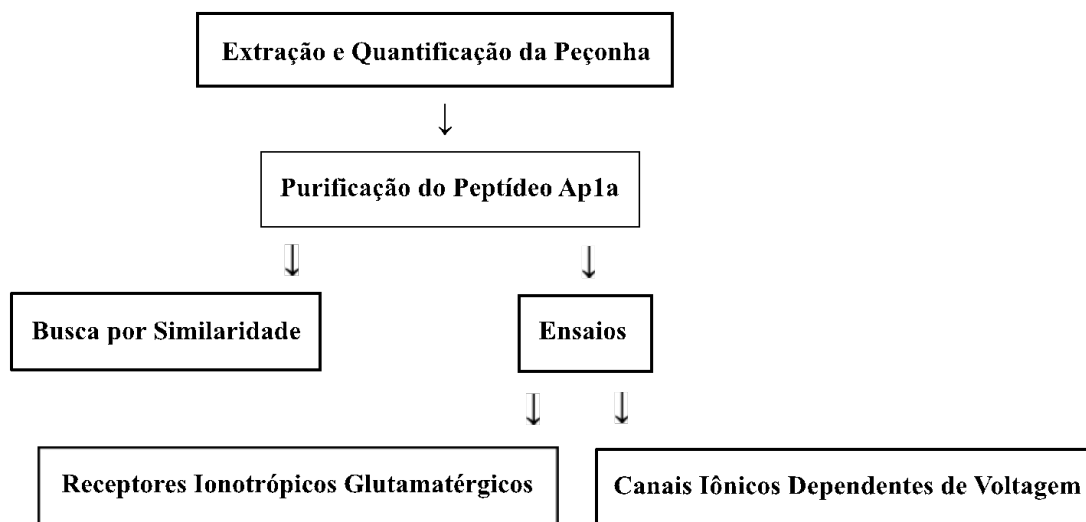 Extração e Quantificação da Peçonha
↓
Purificação do Peptídeo Ap1a
⇓ ⇓
Busca por Similaridade
Ensaios
⇓ ⇓
Receptores Ionotrópicos Glutamatérgicos
Canais Iônicos Dependentes de Voltagem